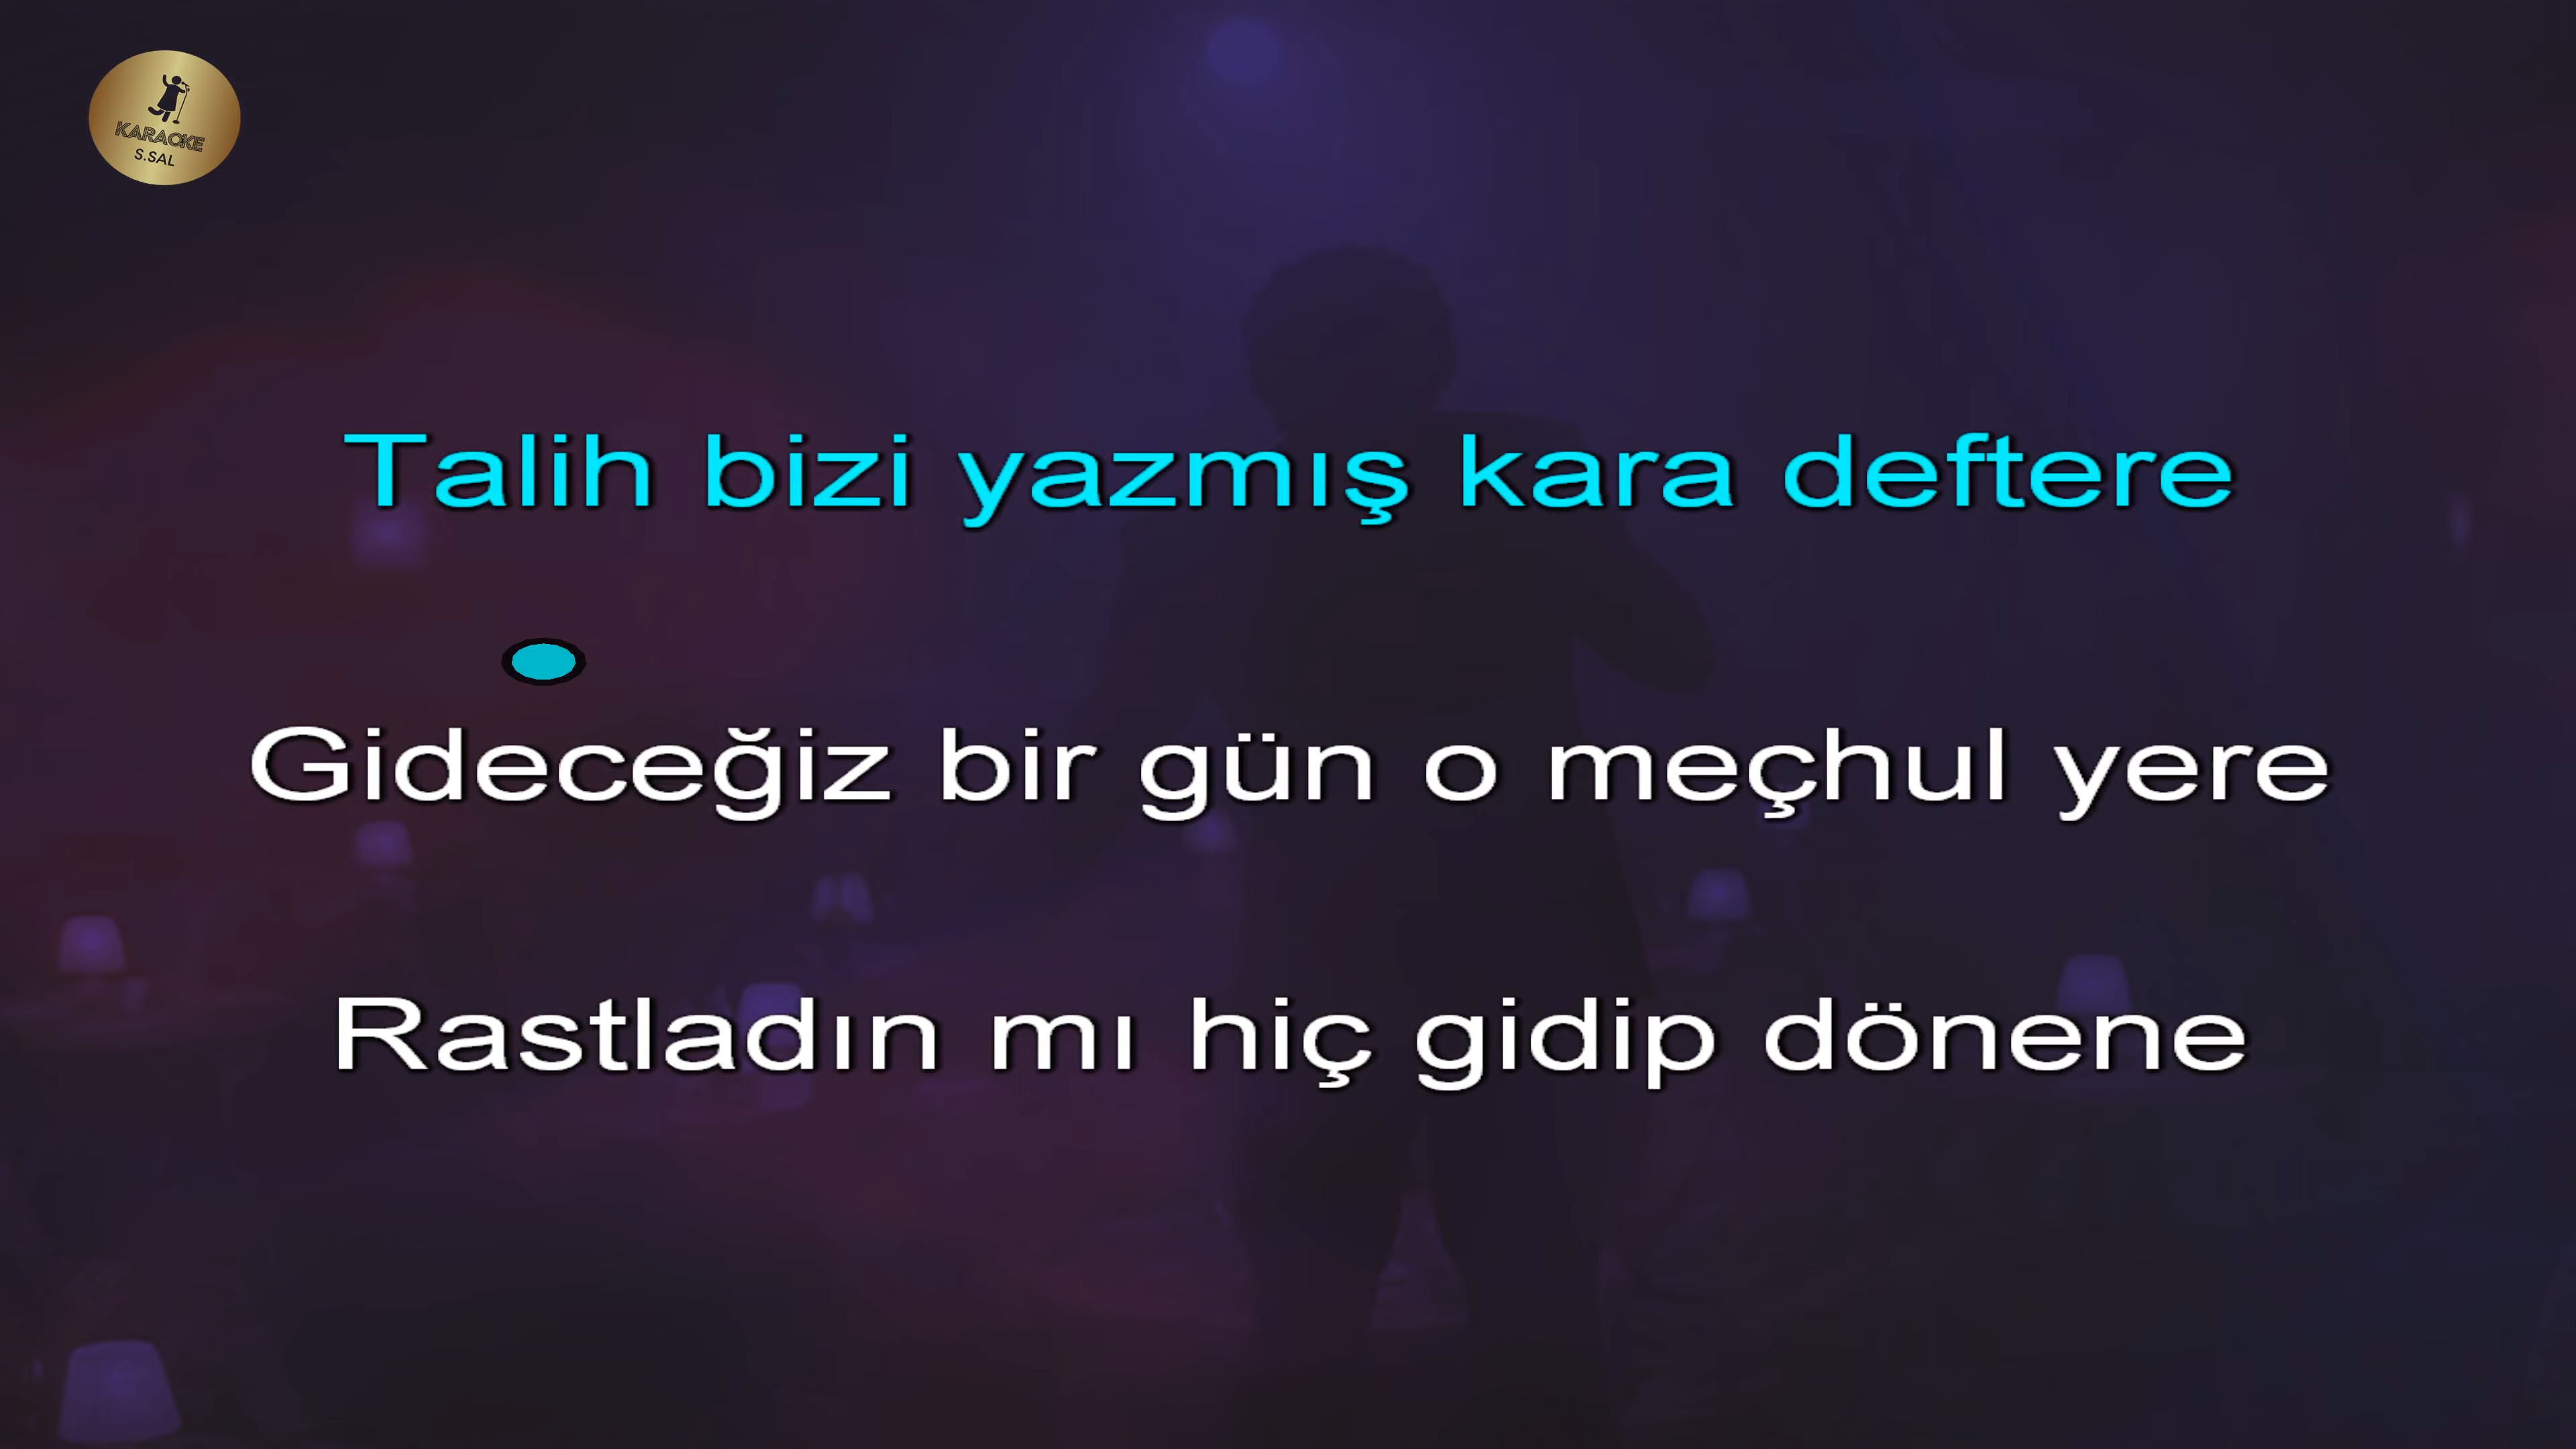 KARAOKE
S.SAL
Talih bizi yazmış kara deftere
Gideceğiz bir gün o meçhul yere
Rastladın mı hiç gidip dönene